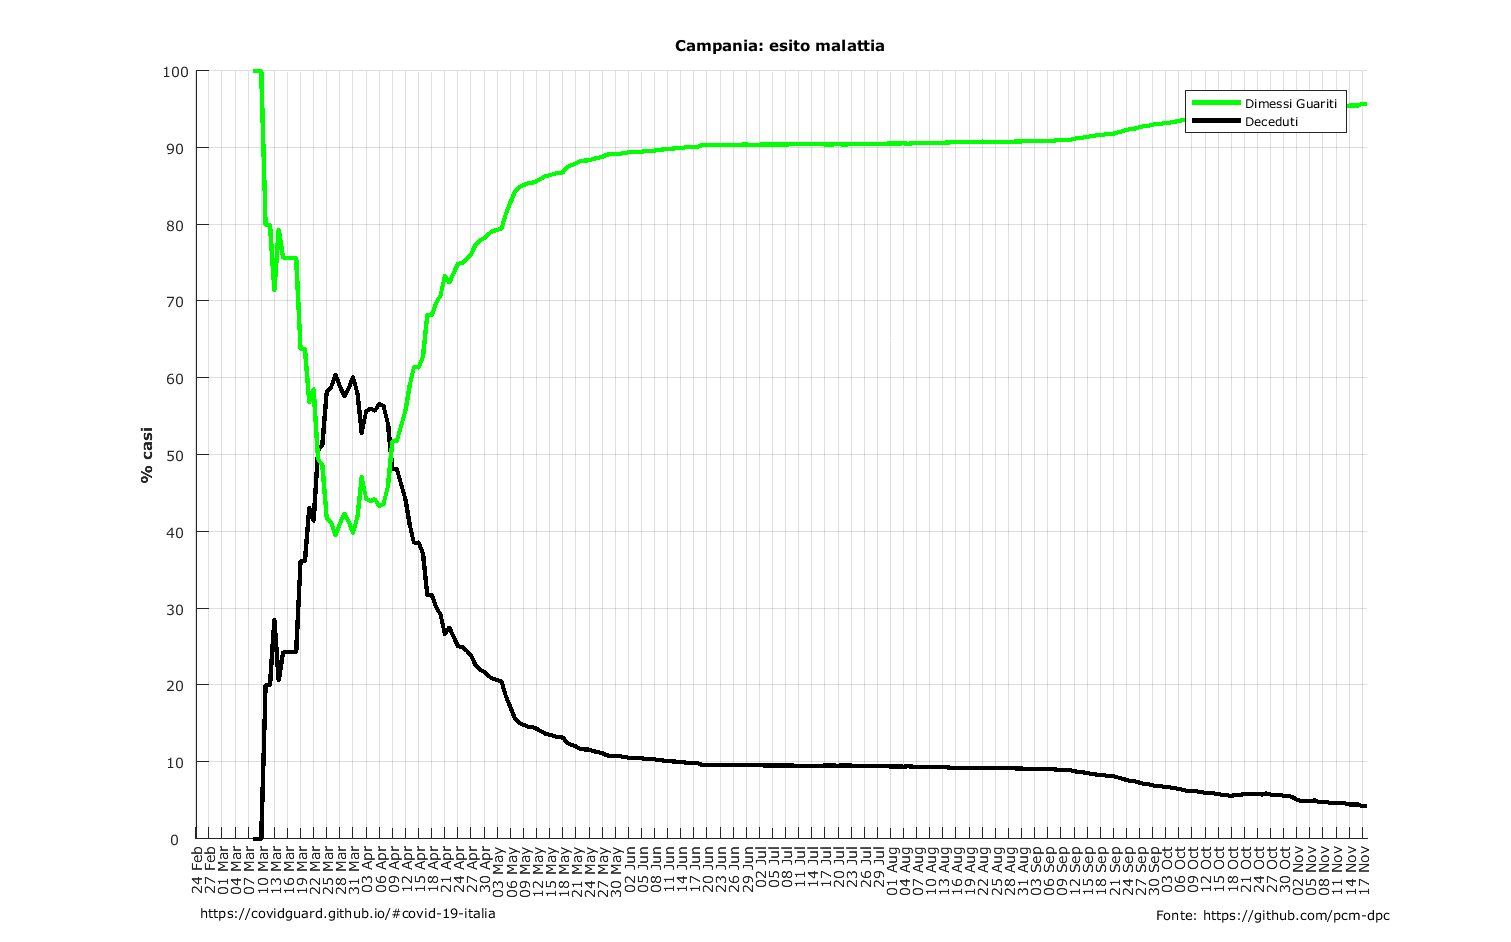 Campania: esito malattia
Dimessi Guariti
Deceduti
% casi
100
90
80
70
60
50
40
30
20
10
0
24 Feb
27 Feb
01 Mar
04 Mar
07 Mar
10 Mar
13 Mar
16 Mar
19 Mar
22 Mar
25 Mar
28 Mar
31 Mar
03 Apr
06 Apr
09 Apr
12 Apr
15 Apr
18 Apr
21 Apr
24 Apr
27 Apr
30 Apr
03 May
06 May
09 May
12 May
15 May
18 May
21 May
24 May
27 May
30 May
02 Jun
05 Jun
08 Jun
11 Jun
14 Jun
17 Jun
20 Jun
23 Jun
26 Jun
29 Jun
02 Jul
05 Jul
08 Jul
11 Jul
14 Jul
17 Jul
20 Jul
23 Jul
26 Jul
29 Jul
01 Aug
04 Aug
07 Aug
10 Aug
13 Aug
16 Aug
19 Aug
22 Aug
25 Aug
28 Aug
31 Aug
03 Sep
06 Sep
09 Sep
12 Sep
15 Sep
18 Sep
21 Sep
24 Sep
27 Sep
30 Sep
03 Oct
06 Oct
09 Oct
12 Oct
15 Oct
18 Oct
21 Oct
24 Oct
27 Oct
30 Oct
02 Nov
05 Nov
08 Nov
11 Nov
14 Nov
17 Nov
https://covidguard.github.io/#covid-19-italia
Fonte: https://github.com/pcm-dpc